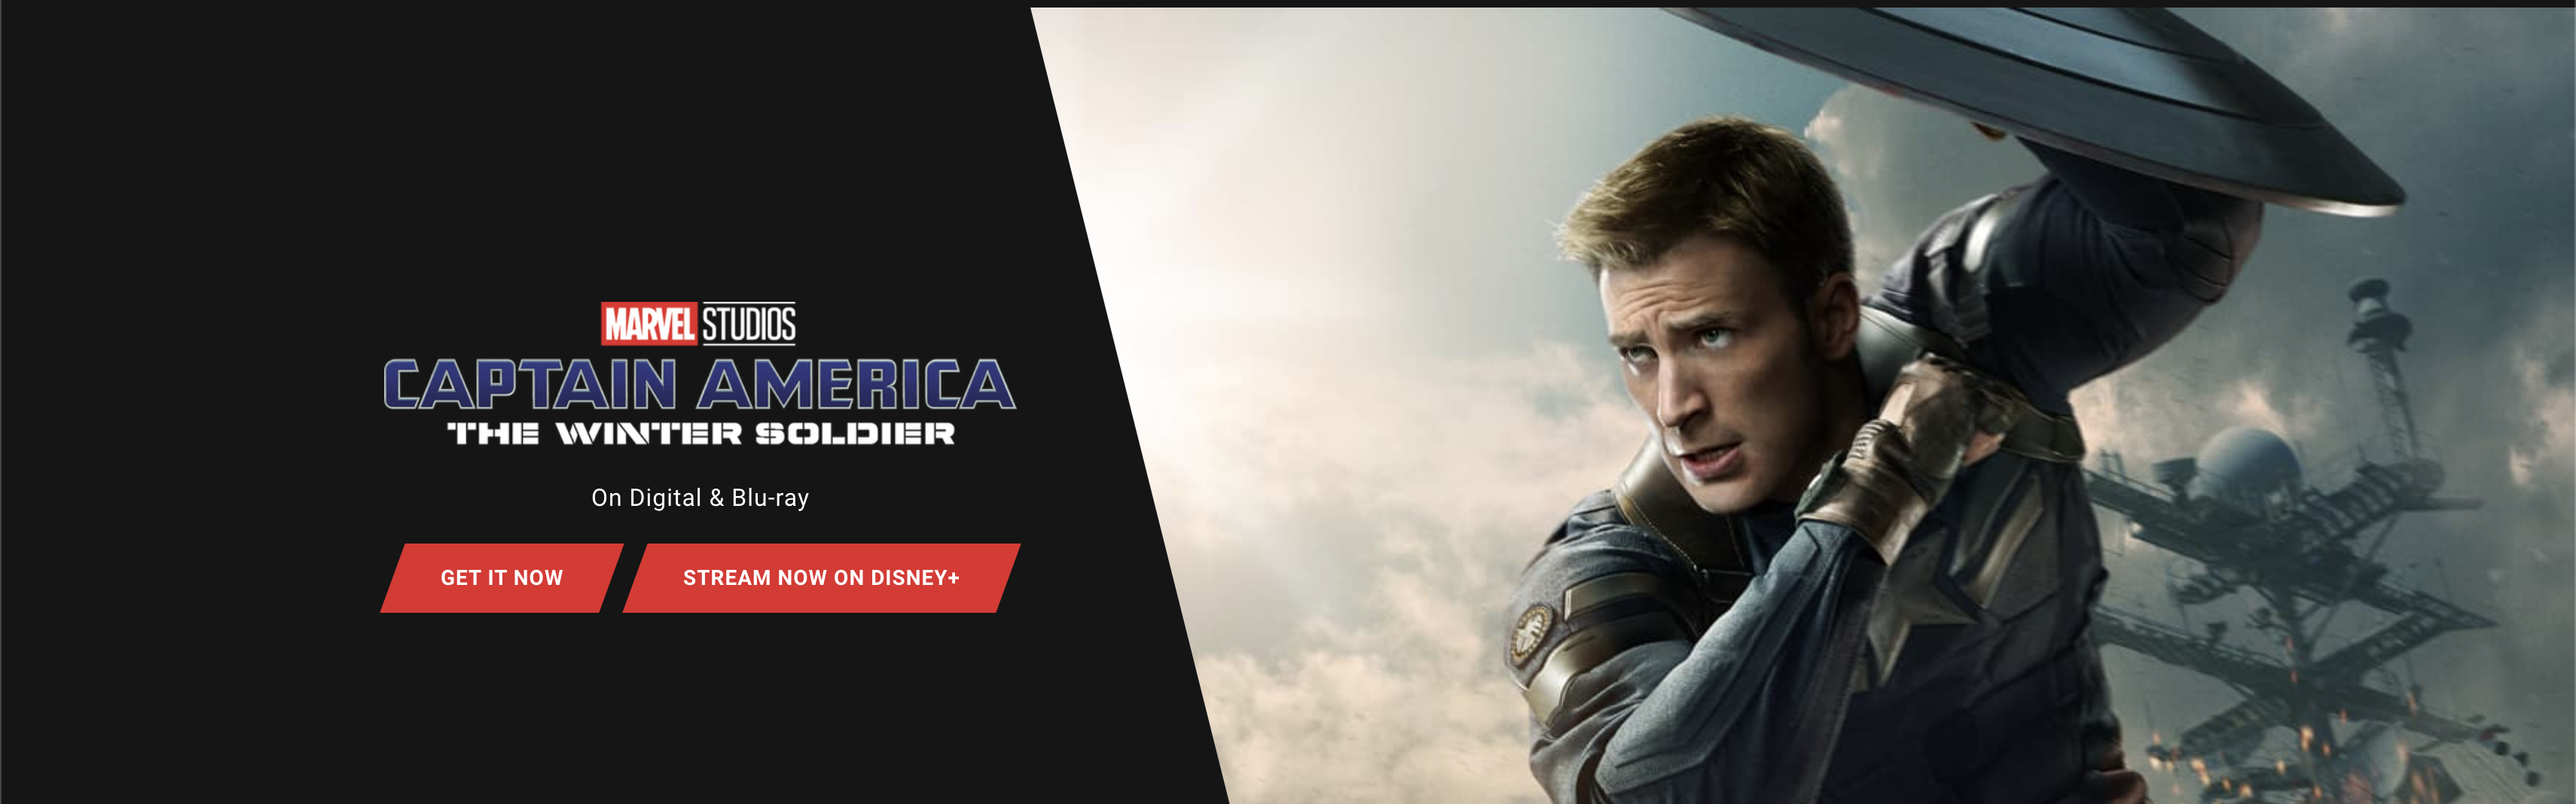 MARVEL STUDIOS
CAPTAIN AMERICA
THE WINTER SOLDIER
On Digital & Blu-ray
GET IT NOW
STREAM NOW ON DISNEY+